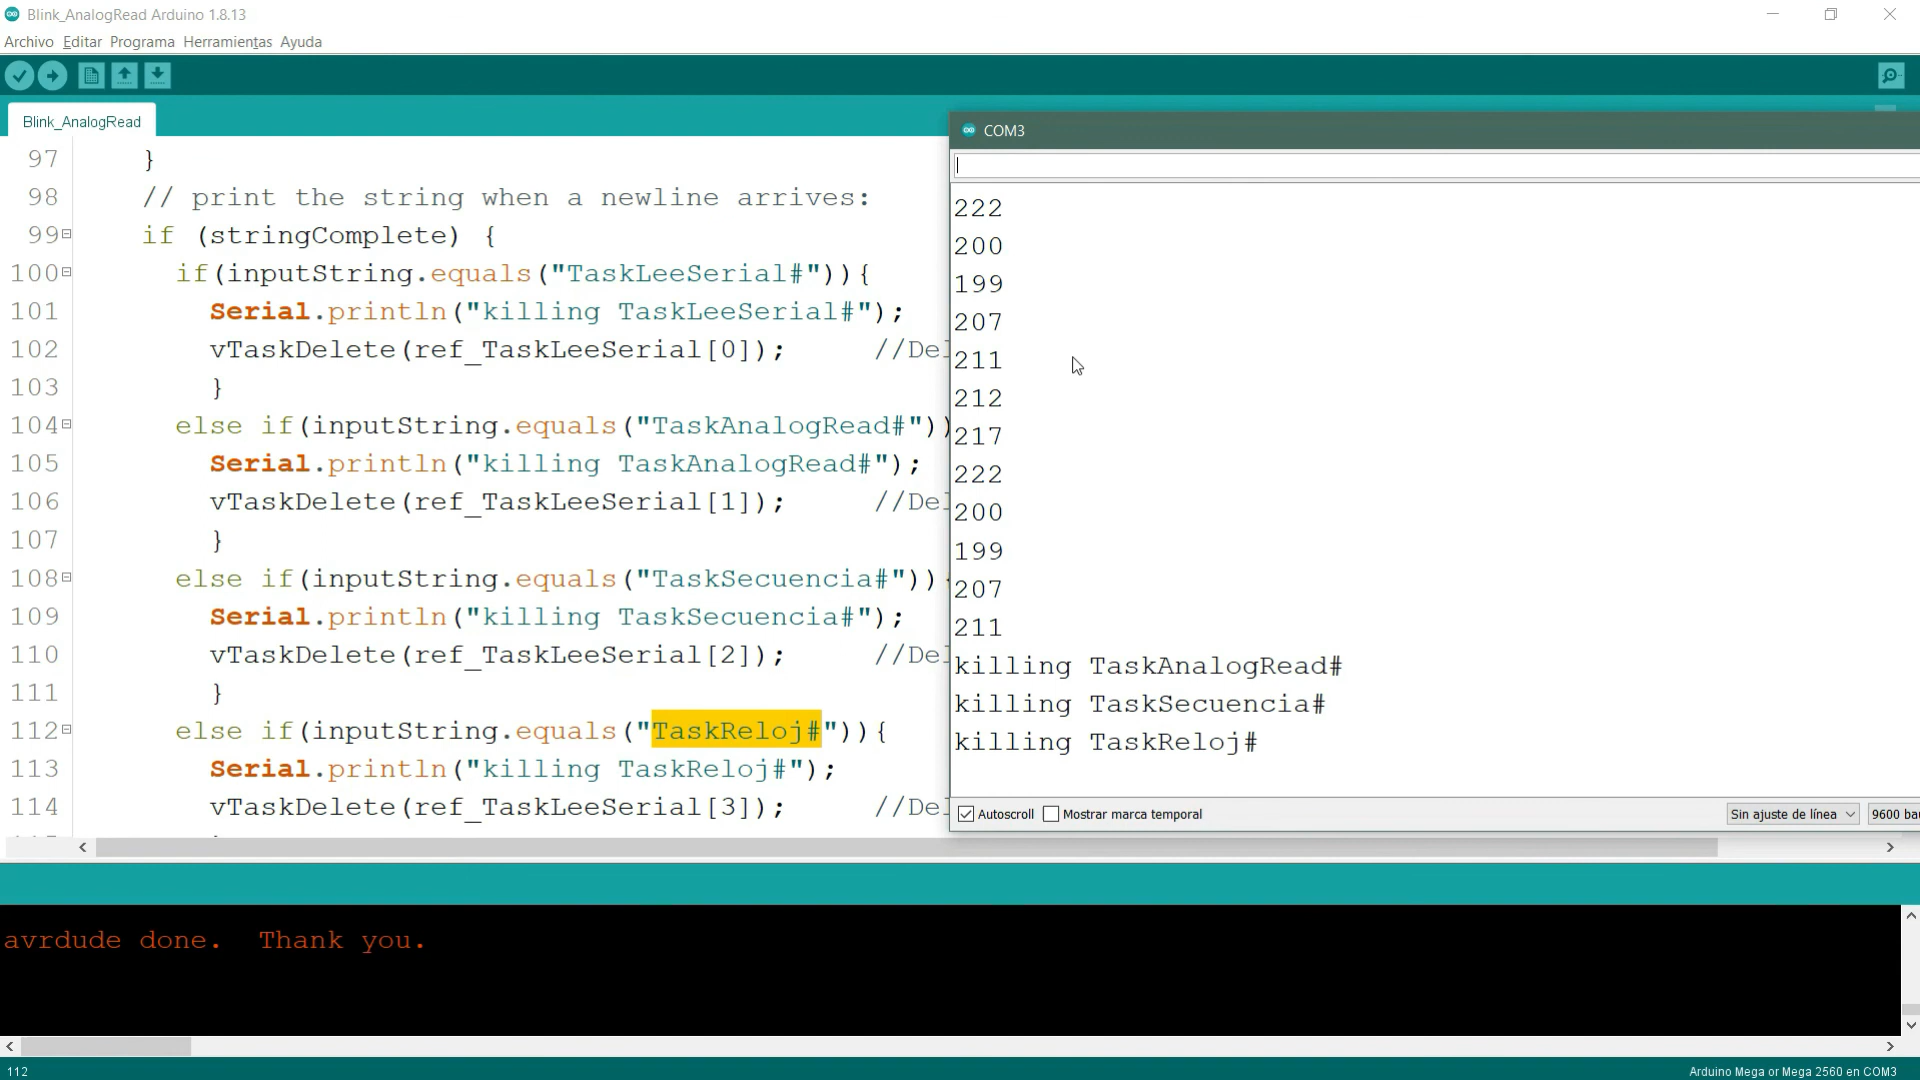 Blink_AnalogRead Arduino 1.8.13
Archivo Editar Programa Herramientas Ayuda
Blink_AnalogRead
97 }
98 // print the string when a newline arrives:
99 if (stringComplete) {
100 if(inputString.equals("TaskLeeSerial#")){
101 Serial.println("killing TaskLeeSerial#");
102 vTaskDelete(ref_TaskLeeSerial[0]); //Del
103 }
104 else if(inputString.equals("TaskAnalogRead#"))
105 Serial.println("killing TaskAnalogRead#");
106 vTaskDelete(ref_TaskLeeSerial[1]); //Del
107 }
108 else if(inputString.equals("TaskSecuencia#")){
109 Serial.println("killing TaskSecuencia#");
110 vTaskDelete(ref_TaskLeeSerial[2]); //Del
111 }
112 else if(inputString.equals("TaskReloj#")){
113 Serial.println("killing TaskReloj#");
114 vTaskDelete(ref_TaskLeeSerial[3]); //Del
COM3
222
200
199
207
211
212
217
222
200
199
207
211
killing TaskAnalogRead#
killing TaskSecuencia#
killing TaskReloj#
Autoscroll Mostrar marca temporal
Sin ajuste de línea 9600 bau
avrdude done. Thank you.
112
Arduino Mega or Mega 2560 en COM3